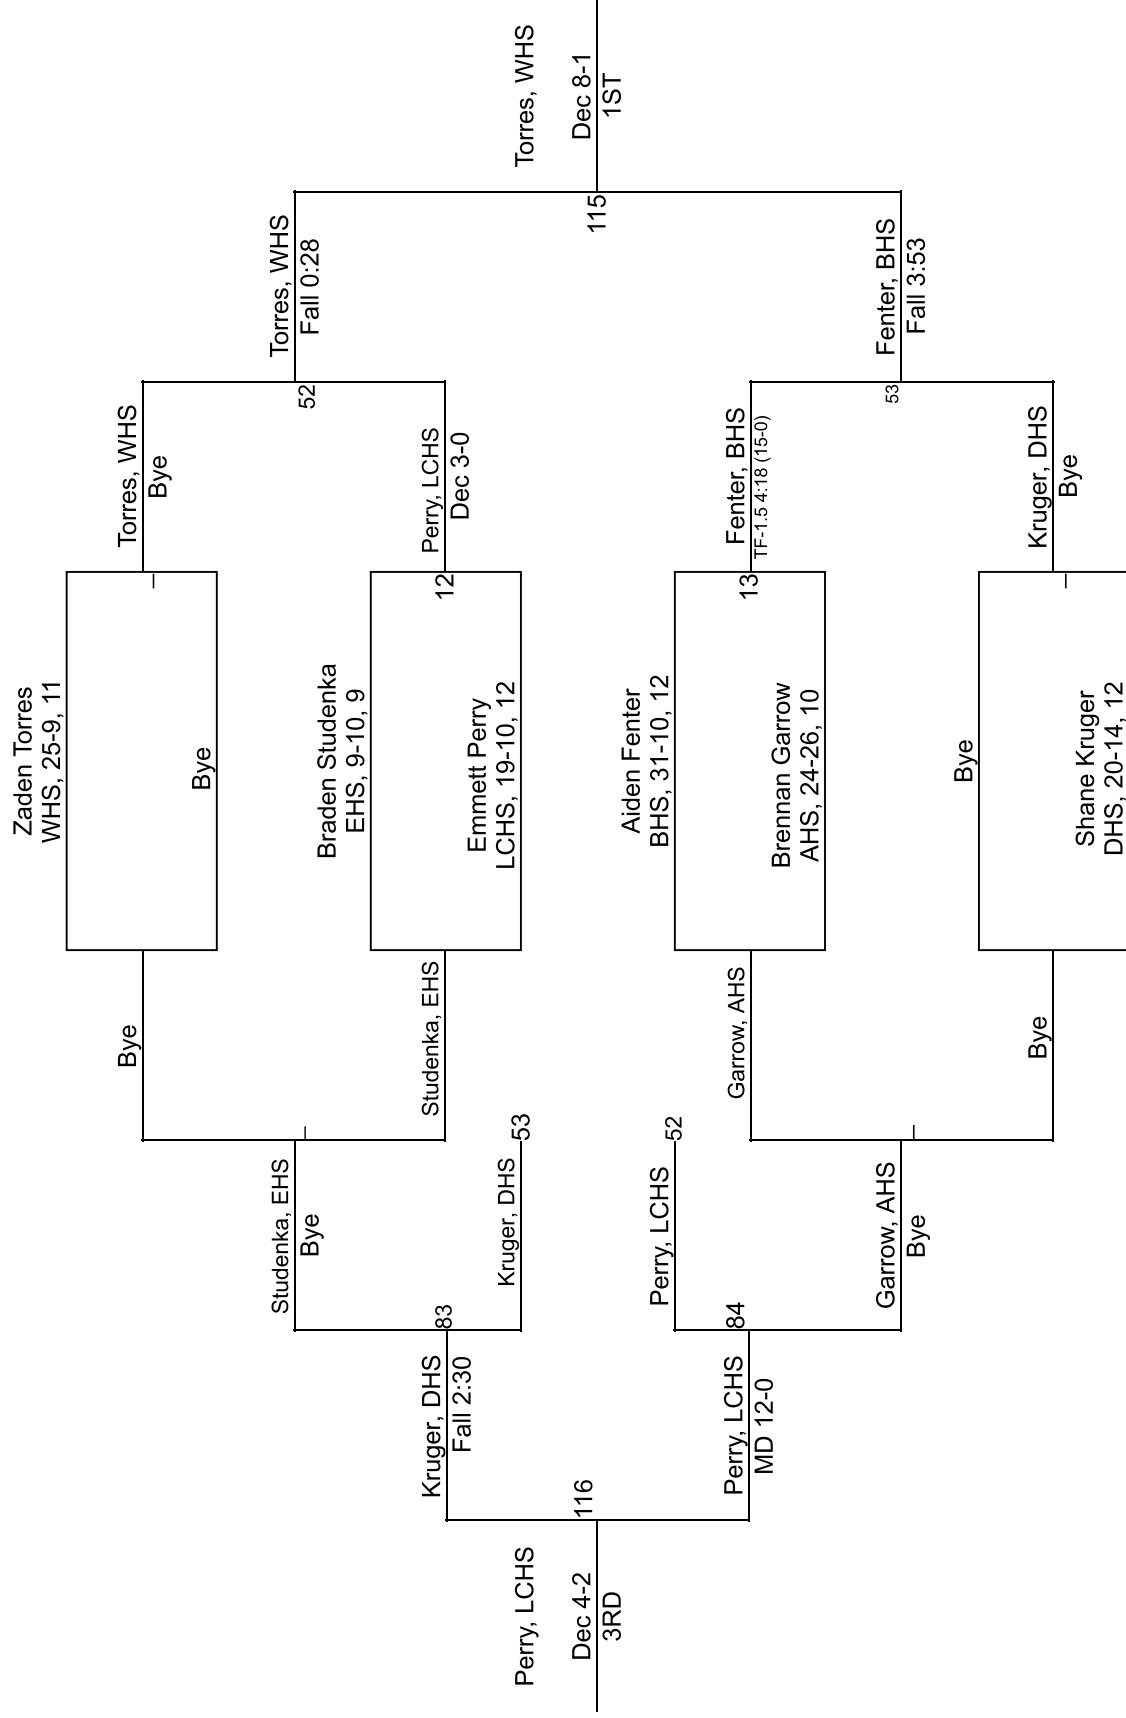 Zaden Torres
WHS, 25-9, 11
Bye
Braden Studenka
EHS, 9-10, 9
Emmett Perry
LCHS, 19-10, 12
12
Aiden Fenter
BHS, 31-10, 12
Brennan Garrow
AHS, 24-26, 10
13
Bye
Shane Kruger
DHS, 20-14, 12
Torres, WHS
Bye
Perry, LCHS
Dec 3-0
52
Fenter, BHS
TF-1.5 4:18 (15-0)
Kruger, DHS
Bye
53
Torres, WHS
Fall 0:28
Fenter, BHS
Fall 3:53
115
Torres, WHS
Dec 8-1
1ST
Bye
Studenka, EHS
Garrow, AHS
Bye
Studenka, EHS
Bye
Kruger, DHS
53
83
Perry, LCHS
52
Garrow, AHS
Bye
84
Kruger, DHS
Fall 2:30
Perry, LCHS
MD 12-0
116
Perry, LCHS
Dec 4-2
3RD